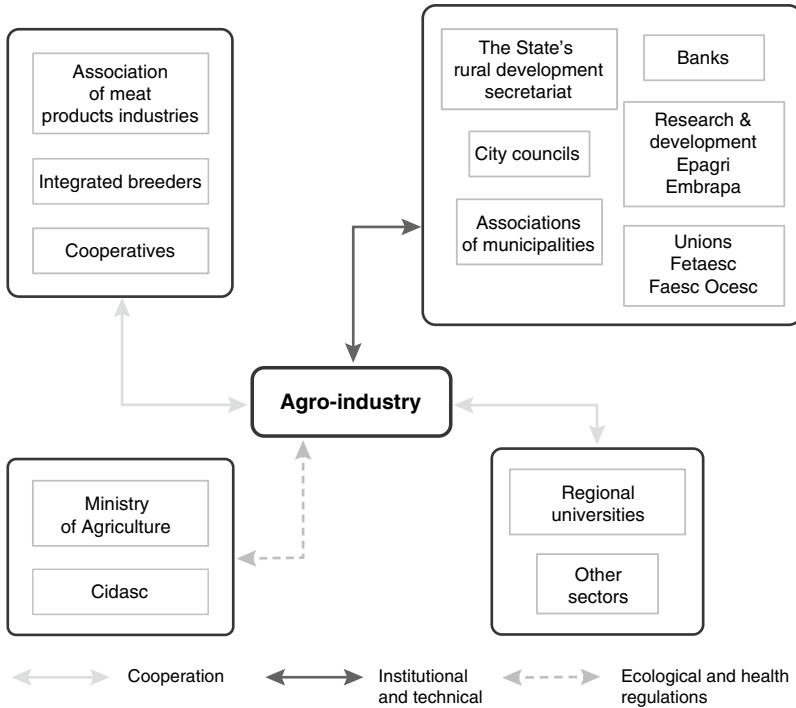 Association
of meat
products industries
Integrated breeders
Cooperatives
The State's
rural development
secretariat
City councils
Associations
of municipalities
Banks
Research &
development
Epagri
Embrapa
Unions
Fetaesc
Faesc Ocesc
Agro-industry
Ministry
of Agriculture
Cidasc
Regional
universities
Other
sectors
Cooperation
Institutional
and technical
Ecological and health
regulations